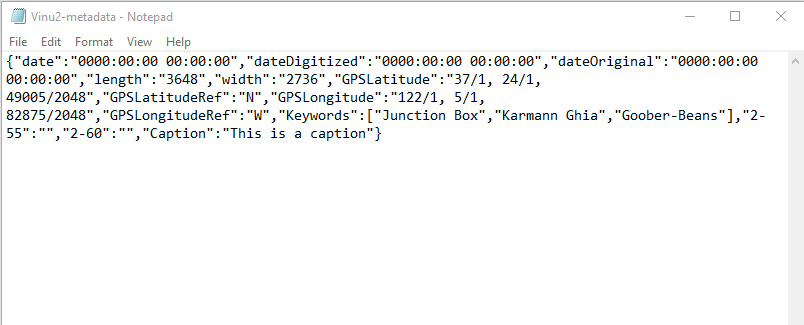 Vinu2-metadata - Notepad
File Edit Format View Help
{"date":"0000:00:00 00:00:00","dateDigitized":"0000:00:00 00:00:00","dateOriginal":"0000:00:00
00:00:00","length":"3648","width":"2736","GPSLatitude":"37/1, 24/1,
49005/2048","GPSLatitudeRef":"N","GPSLongitude":"122/1, 5/1,
82875/2048","GPSLongitudeRef":"W","Keywords":["Junction Box","Karmann Ghia","Goober-Beans"],"2-
55":"","2-60":"","Caption":"This is a caption"}